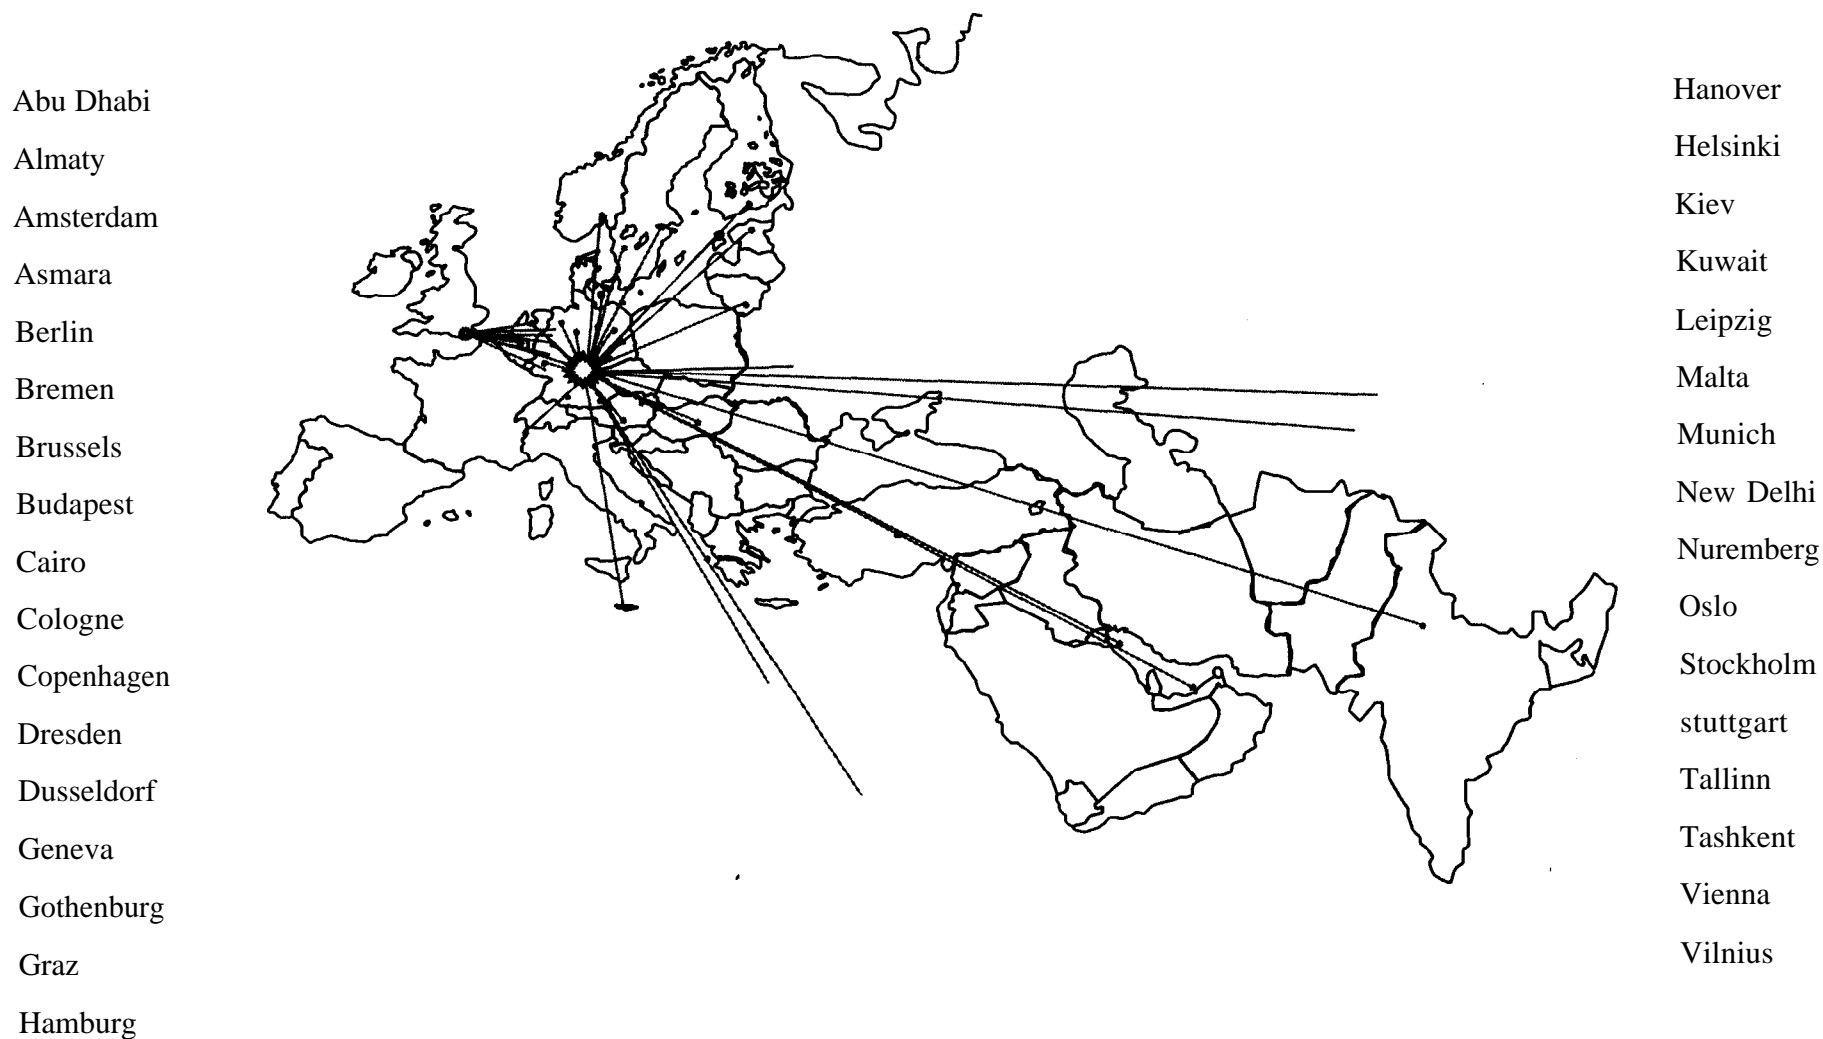 Abu Dhabi
Almaty
Amsterdam
Asmara
Berlin
Bremen
Brussels
Budapest
Cairo
Cologne
Copenhagen
Dresden
Dusseldorf
Geneva
Gothenburg
Graz
Hamburg
Hanover
Helsinki
Kiev
Kuwait
Leipzig
Malta
Munich
New Delhi
Nuremberg
Oslo
Stockholm
stuttgart
Tallinn
Tashkent
Vienna
Vilnius